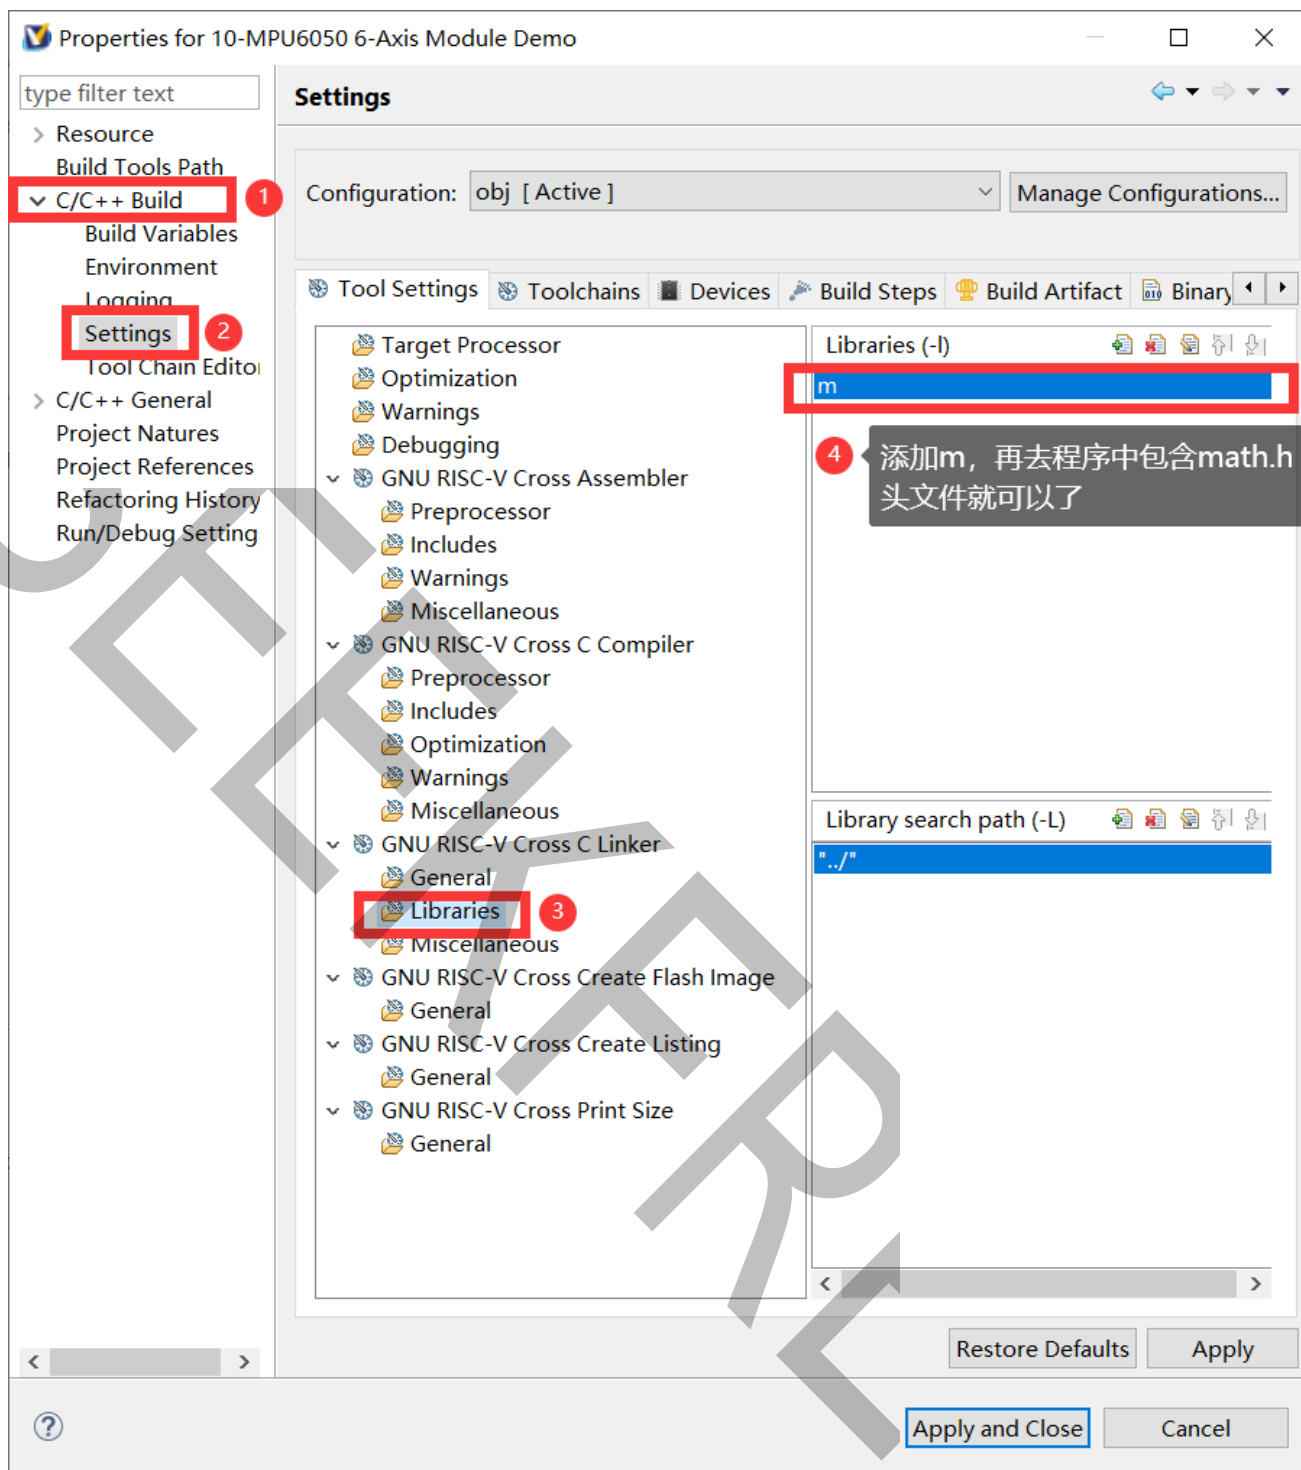 Properties for 10-MPU6050 6-Axis Module Demo
type filter text
Resource
Build Tools Path
C/C++ Build
1
Build Variables
Environment
Logging
Settings
2
Tool Chain Editor
C/C++ General
Project Natures
Project References
Refactoring History
Run/Debug Setting
Settings
Configuration:
obj [ Active ]
Manage Configurations...
Tool Settings
Toolchains
Devices
Build Steps
Build Artifact
Binary
Target Processor
Optimization
Warnings
Debugging
GNU RISC-V Cross Assembler
Preprocessor
Includes
Warnings
Miscellaneous
GNU RISC-V Cross C Compiler
Preprocessor
Includes
Optimization
Warnings
Miscellaneous
GNU RISC-V Cross C Linker
General
Libraries
3
Miscellaneous
GNU RISC-V Cross Create Flash Image
General
GNU RISC-V Cross Create Listing
General
GNU RISC-V Cross Print Size
General
Libraries (-l)
m
4
添加m，再去程序中包含math.h
头文件就可以了
Library search path (-L)
"../"
Restore Defaults
Apply
Apply and Close
Cancel